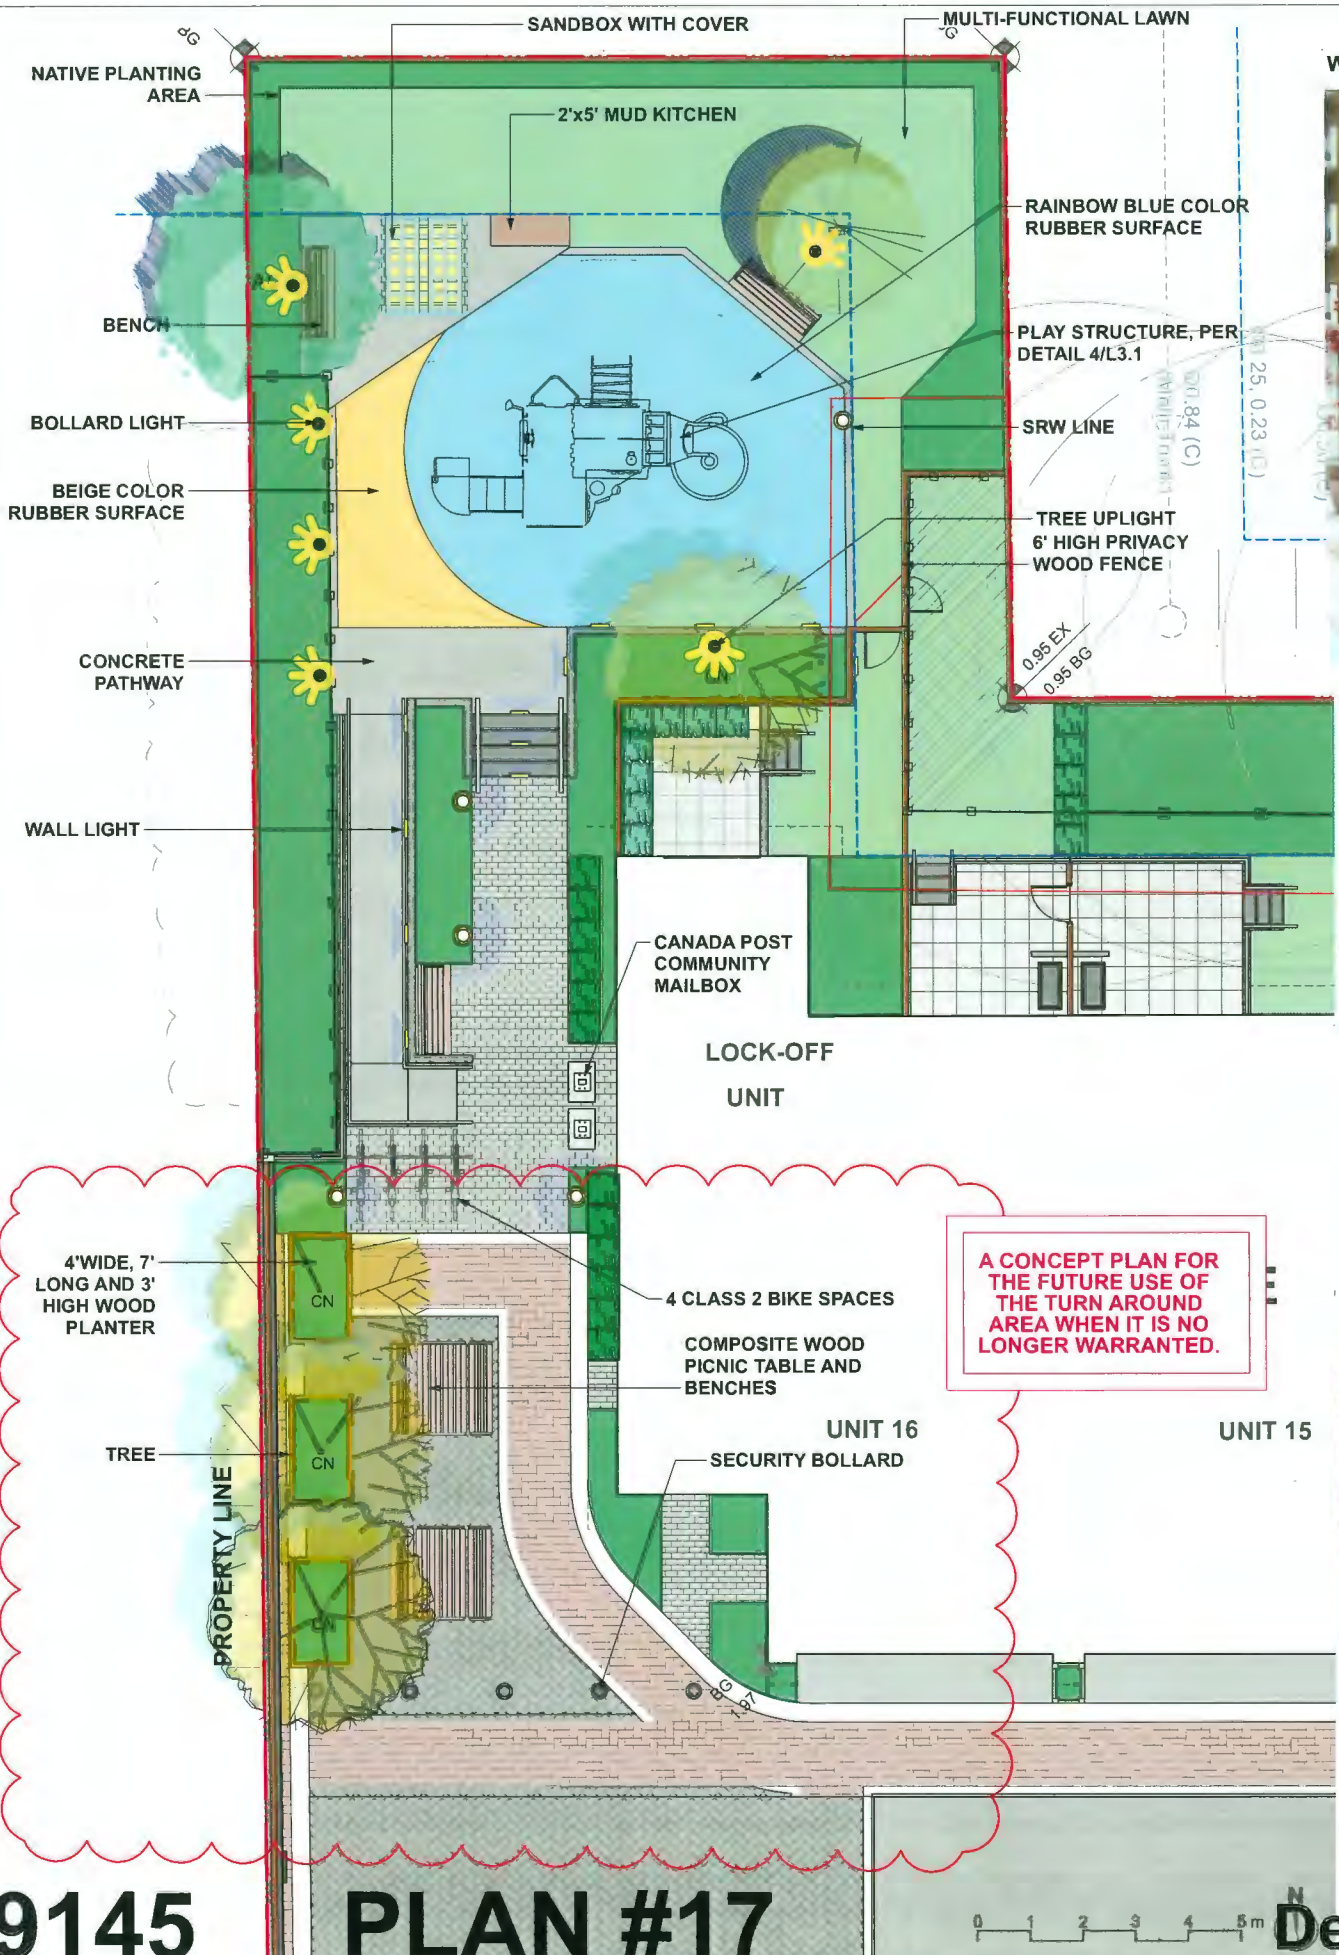 SANDBOX WITH COVER
MULTI-FUNCTIONAL LAWN
NATIVE PLANTING
AREA
2'x5' MUD KITCHEN
RAINBOW BLUE COLOR
RUBBER SURFACE
BENCH
PLAY STRUCTURE, PER
DETAIL 4/L3.1
BOLLARD LIGHT
SRW LINE
BEIGE COLOR
RUBBER SURFACE
TREE UPLIGHT
6' HIGH PRIVACY
WOOD FENCE
0.95 EX
0.95 BG
CONCRETE
PATHWAY
WALL LIGHT
CANADA POST
COMMUNITY
MAILBOX
LOCK-OFF
UNIT
4'WIDE, 7'
LONG AND 3'
HIGH WOOD
PLANTER
CN
4 CLASS 2 BIKE SPACES
A CONCEPT PLAN FOR
THE FUTURE USE OF
THE TURN AROUND
AREA WHEN IT IS NO
LONGER WARRANTED.
COMPOSITE WOOD
PICNIC TABLE AND
BENCHES
UNIT 16
UNIT 15
TREE
CN
SECURITY BOLLARD
PROPERTY LINE
BG
1.97
9145
PLAN #17
0 1 2 3 4 5m
N
De